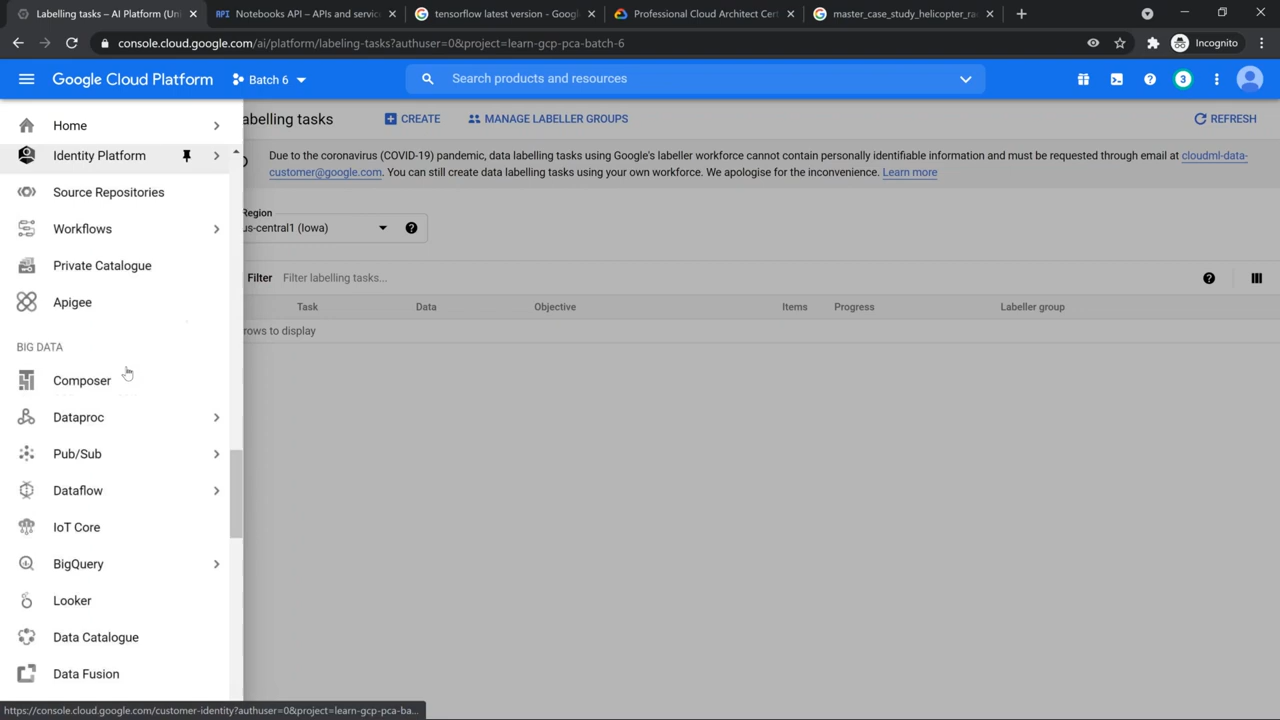 Labelling tasks – AI Platform (Uni
Notebooks API – APIs and service
tensorflow latest version - Google
Professional Cloud Architect Cert
master_case_study_helicopter_rac
console.cloud.google.com/ai/platform/labeling-tasks?authuser=0&project=learn-gcp-pca-batch-6
Incognito
Google Cloud Platform
Batch 6
Search products and resources
3
Home
Identity Platform
Source Repositories
Workflows
Private Catalogue
Apigee
BIG DATA
Composer
Dataproc
Pub/Sub
Dataflow
IoT Core
BigQuery
Looker
Data Catalogue
Data Fusion
abelling tasks
CREATE
MANAGE LABELLER GROUPS
REFRESH
Due to the coronavirus (COVID-19) pandemic, data labelling tasks using Google's labeller workforce cannot contain personally identifiable information and must be requested through email at cloudml-data-
customer@google.com. You can still create data labelling tasks using your own workforce. We apologise for the inconvenience. Learn more
Region
us-central1 (Iowa)
Filter Filter labelling tasks...
Task Data Objective Items Progress Labeller group
rows to display
https://console.cloud.google.com/customer-identity?authuser=0&project=learn-gcp-pca-ba...